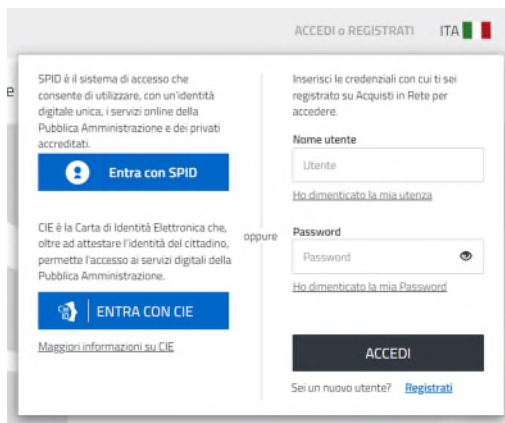 ACCEDI o REGISTRATI
ITA
e
SPID è il sistema di accesso che
consente di utilizzare, con un'identità
digitale unica, i servizi online della
Pubblica Amministrazione e dei privati
accreditati.
Entra con SPID
CIE è la Carta di Identità Elettronica che,
oltre ad attestare l'identità del cittadino,
permette l'accesso ai servizi digitali della
Pubblica Amministrazione.
ENTRA CON CIE
Maggiori informazioni su CIE
oppure
Inserisci le credenziali con cui ti sei
registrato su Acquisti in Rete per
accedere.
Nome utente
Utente
Ho dimenticato la mia utenza
Password
Password
Ho dimenticato la mia Password
ACCEDI
Sei un nuovo utente? Registrati